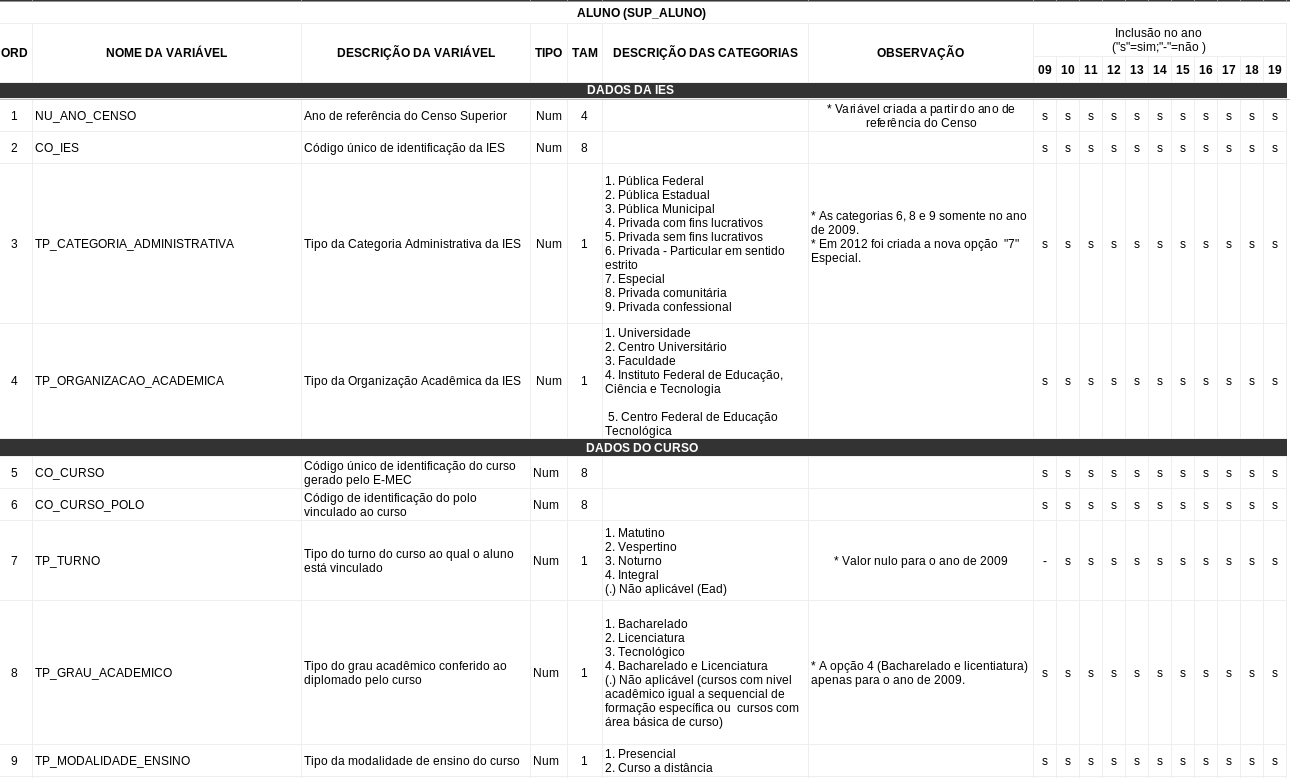 ALUNO (SUP_ALUNO)
ORD NOME DA VARIÁVEL DESCRIÇÃO DA VARIÁVEL TIPO TAM DESCRIÇÃO DAS CATEGORIAS OBSERVAÇÃO Inclusão no ano
("s"=sim;"-"=não )
09 10 11 12 13 14 15 16 17 18 19
DADOS DA IES
1 NU_ANO_CENSO Ano de referência do Censo Superior Num 4 * Variável criada a partir do ano de
referência do Censo s s s s s s s s s s s
2 CO_IES Código único de identificação da IES Num 8 s s s s s s s s s s s
3 TP_CATEGORIA_ADMINISTRATIVA Tipo da Categoria Administrativa da IES Num 1
1. Pública Federal
2. Pública Estadual
3. Pública Municipal
4. Privada com fins lucrativos
5. Privada sem fins lucrativos
6. Privada - Particular em sentido
estrito
7. Especial
8. Privada comunitária
9. Privada confessional
* As categorias 6, 8 e 9 somente no ano
de 2009.
* Em 2012 foi criada a nova opção  "7"
Especial.
s s s s s s s s s s s
4 TP_ORGANIZACAO_ACADEMICA Tipo da Organização Acadêmica da IES Num 1
1. Universidade
2. Centro Universitário
3. Faculdade
4. Instituto Federal de Educação,
Ciência e Tecnologia
5. Centro Federal de Educação
Tecnológica
s s s s s s s s s s s
DADOS DO CURSO
5 CO_CURSO Código único de identificação do curso
gerado pelo E-MEC Num 8 s s s s s s s s s s s
6 CO_CURSO_POLO Código de identificação do polo
vinculado ao curso Num 8 s s s s s s s s s s s
7 TP_TURNO Tipo do turno do curso ao qual o aluno
está vinculado Num 1
1. Matutino
2. Vespertino
3. Noturno
4. Integral
(.) Não aplicável (Ead)
* Valor nulo para o ano de 2009
- s s s s s s s s s s
8 TP_GRAU_ACADEMICO Tipo do grau acadêmico conferido ao
diplomado pelo curso Num 1
1. Bacharelado
2. Licenciatura
3. Tecnológico
4. Bacharelado e Licenciatura
(.) Não aplicável (cursos com nivel
acadêmico igual a sequencial de
formação específica ou  cursos com
área básica de curso)
* A opção 4 (Bacharelado e licentiatura)
apenas para o ano de 2009.
s s s s s s s s s s s
9 TP_MODALIDADE_ENSINO Tipo da modalidade de ensino do curso Num 1
1. Presencial
2. Curso a distância
s s s s s s s s s s s